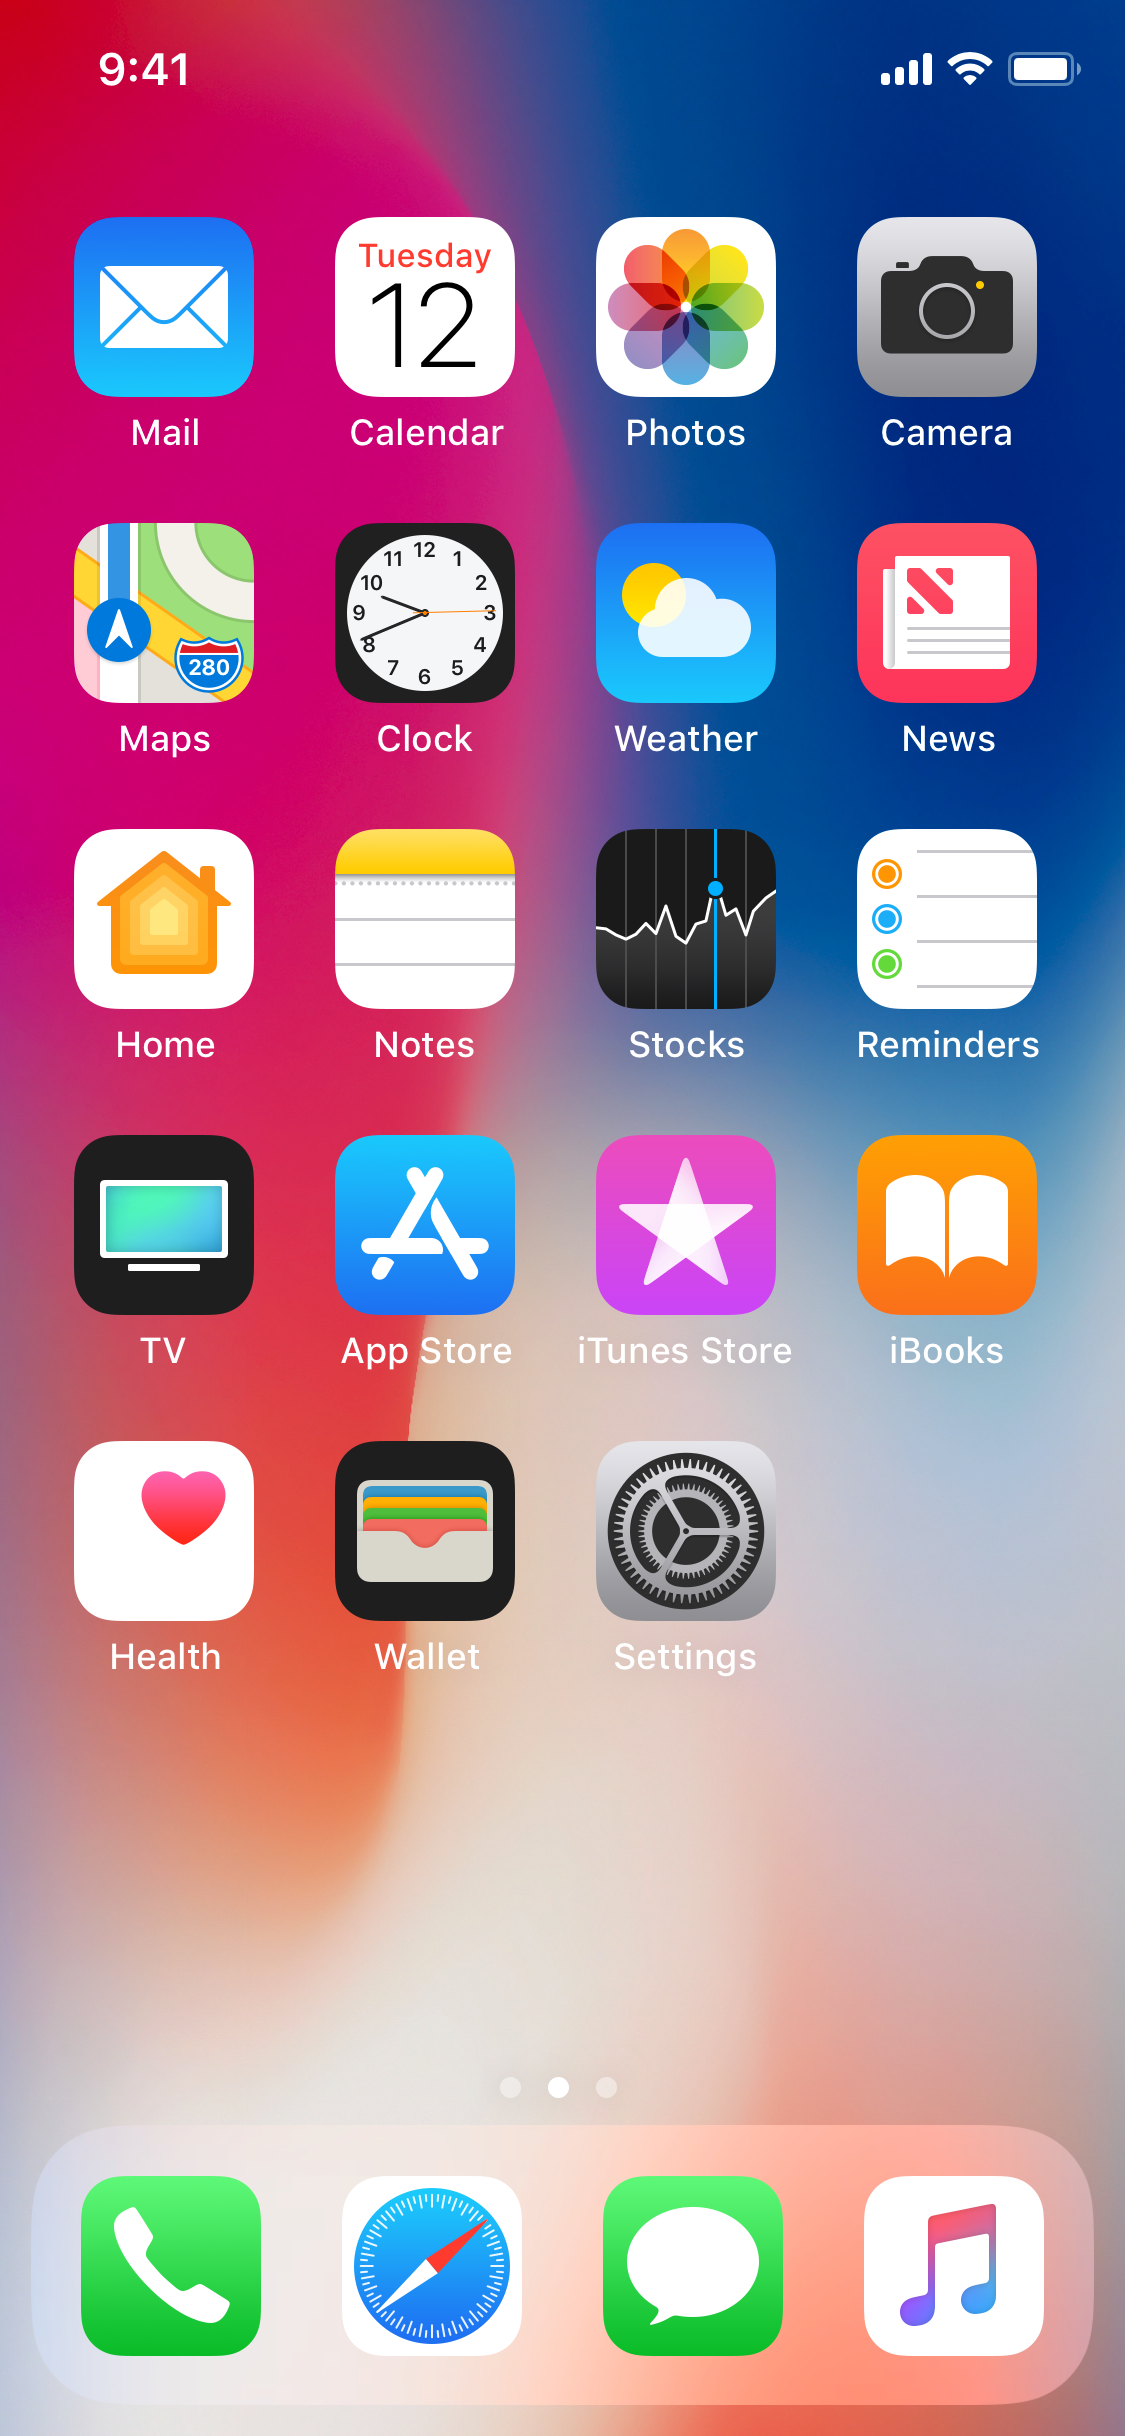 9:41
Tuesday
12
Mail
Calendar
Photos
Camera
12
11
1
10
2
9
3
8
4
7
5
6
280
Maps
Clock
Weather
News
Home
Notes
Stocks
Reminders
TV
App Store
iTunes Store
iBooks
Health
Wallet
Settings